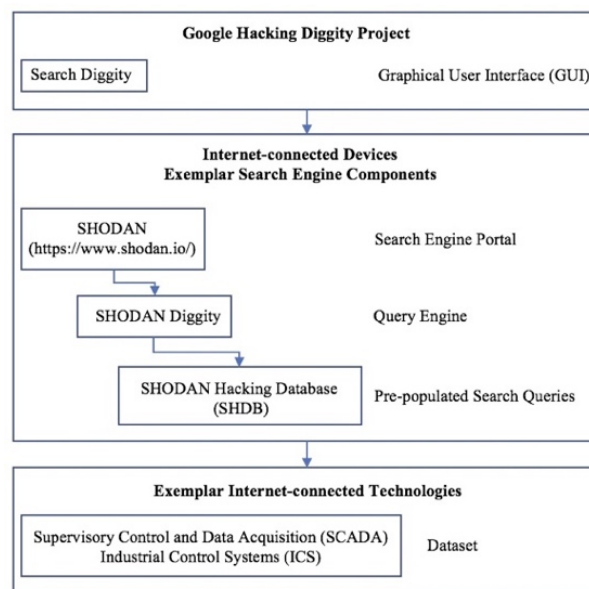 Google Hacking Diggity Project
Search Diggity
Graphical User Interface (GUI)
Internet-connected Devices
Exemplar Search Engine Components
SHODAN
(https://www.shodan.io/)
Search Engine Portal
SHODAN Diggity
Query Engine
SHODAN Hacking Database
(SHDB)
Pre-populated Search Queries
Exemplar Internet-connected Technologies
Supervisory Control and Data Acquisition (SCADA)
Industrial Control Systems (ICS)
Dataset